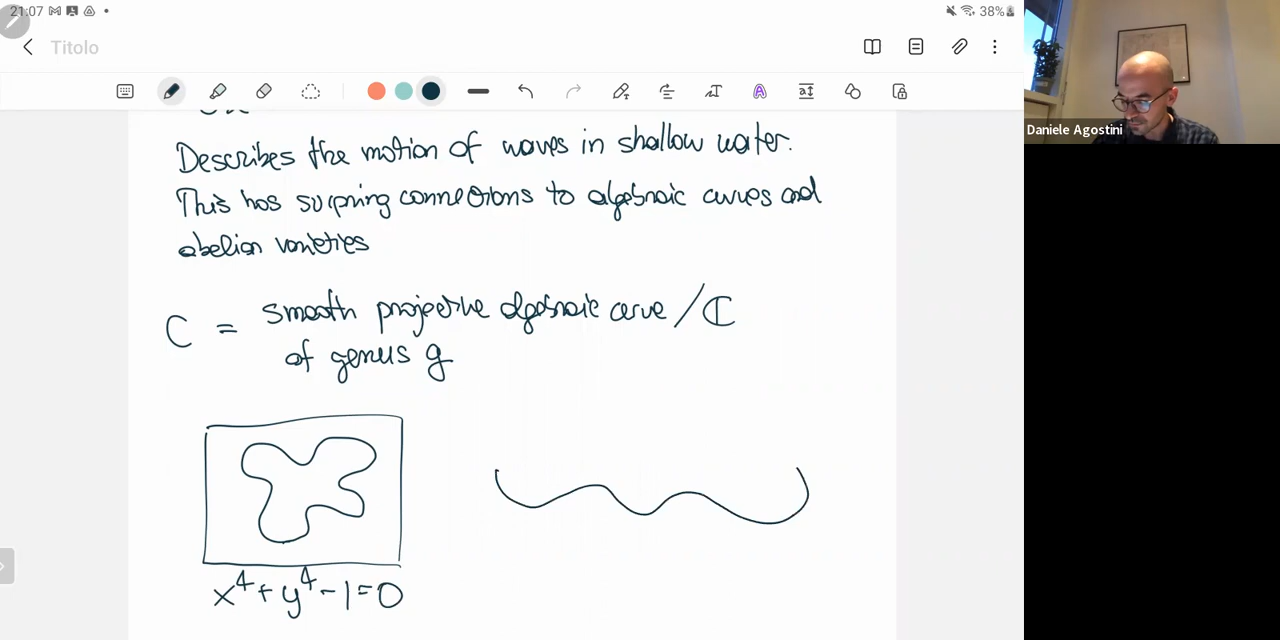 21:07
38%
Titolo
Daniele Agostini
Describes the motion of waves in shallow water.
This has surpring connections to algebraic curves and
abelian varieties
C = smooth projective algebraic curve / ℂ
of genus g
x⁴ + y⁴ - 1 = 0